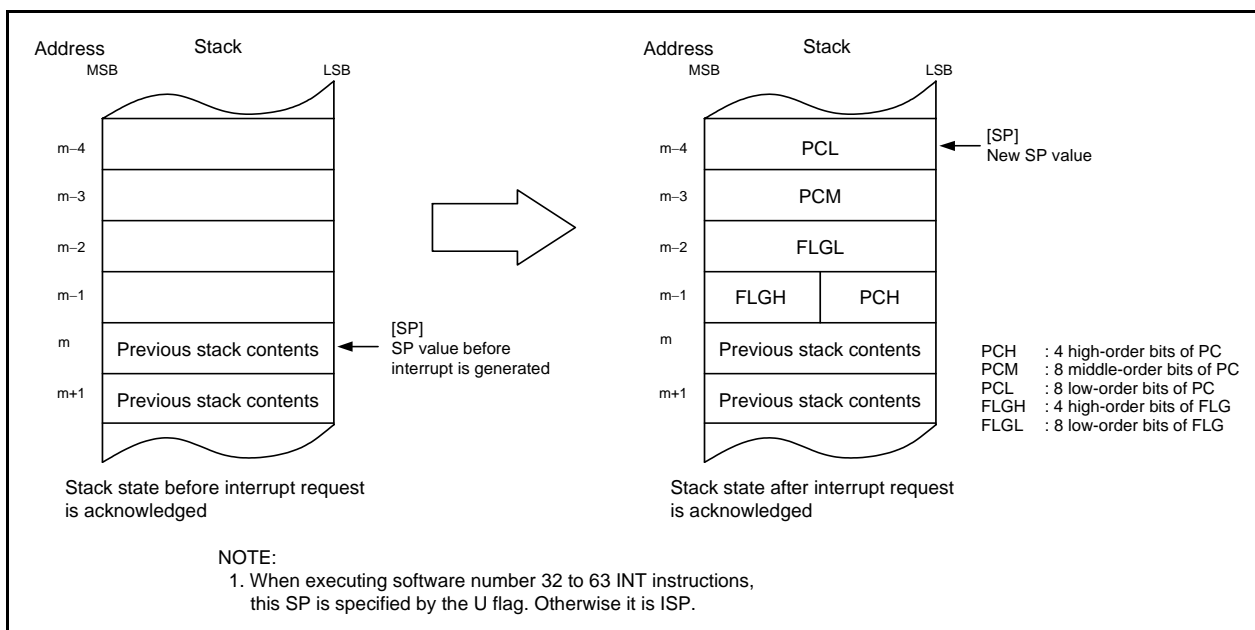 Address
Stack
MSB
LSB
m−4
m−3
m−2
m−1
m
Previous stack contents
m+1
Previous stack contents
[SP]
SP value before
interrupt is generated
Stack state before interrupt request
is acknowledged
Address
Stack
MSB
LSB
m−4
PCL
m−3
PCM
m−2
FLGL
m−1
FLGH
PCH
m
Previous stack contents
m+1
Previous stack contents
[SP]
New SP value
PCH : 4 high-order bits of PC
PCM : 8 middle-order bits of PC
PCL : 8 low-order bits of PC
FLGH : 4 high-order bits of FLG
FLGL : 8 low-order bits of FLG
Stack state after interrupt request
is acknowledged
NOTE:
1. When executing software number 32 to 63 INT instructions,
this SP is specified by the U flag. Otherwise it is ISP.